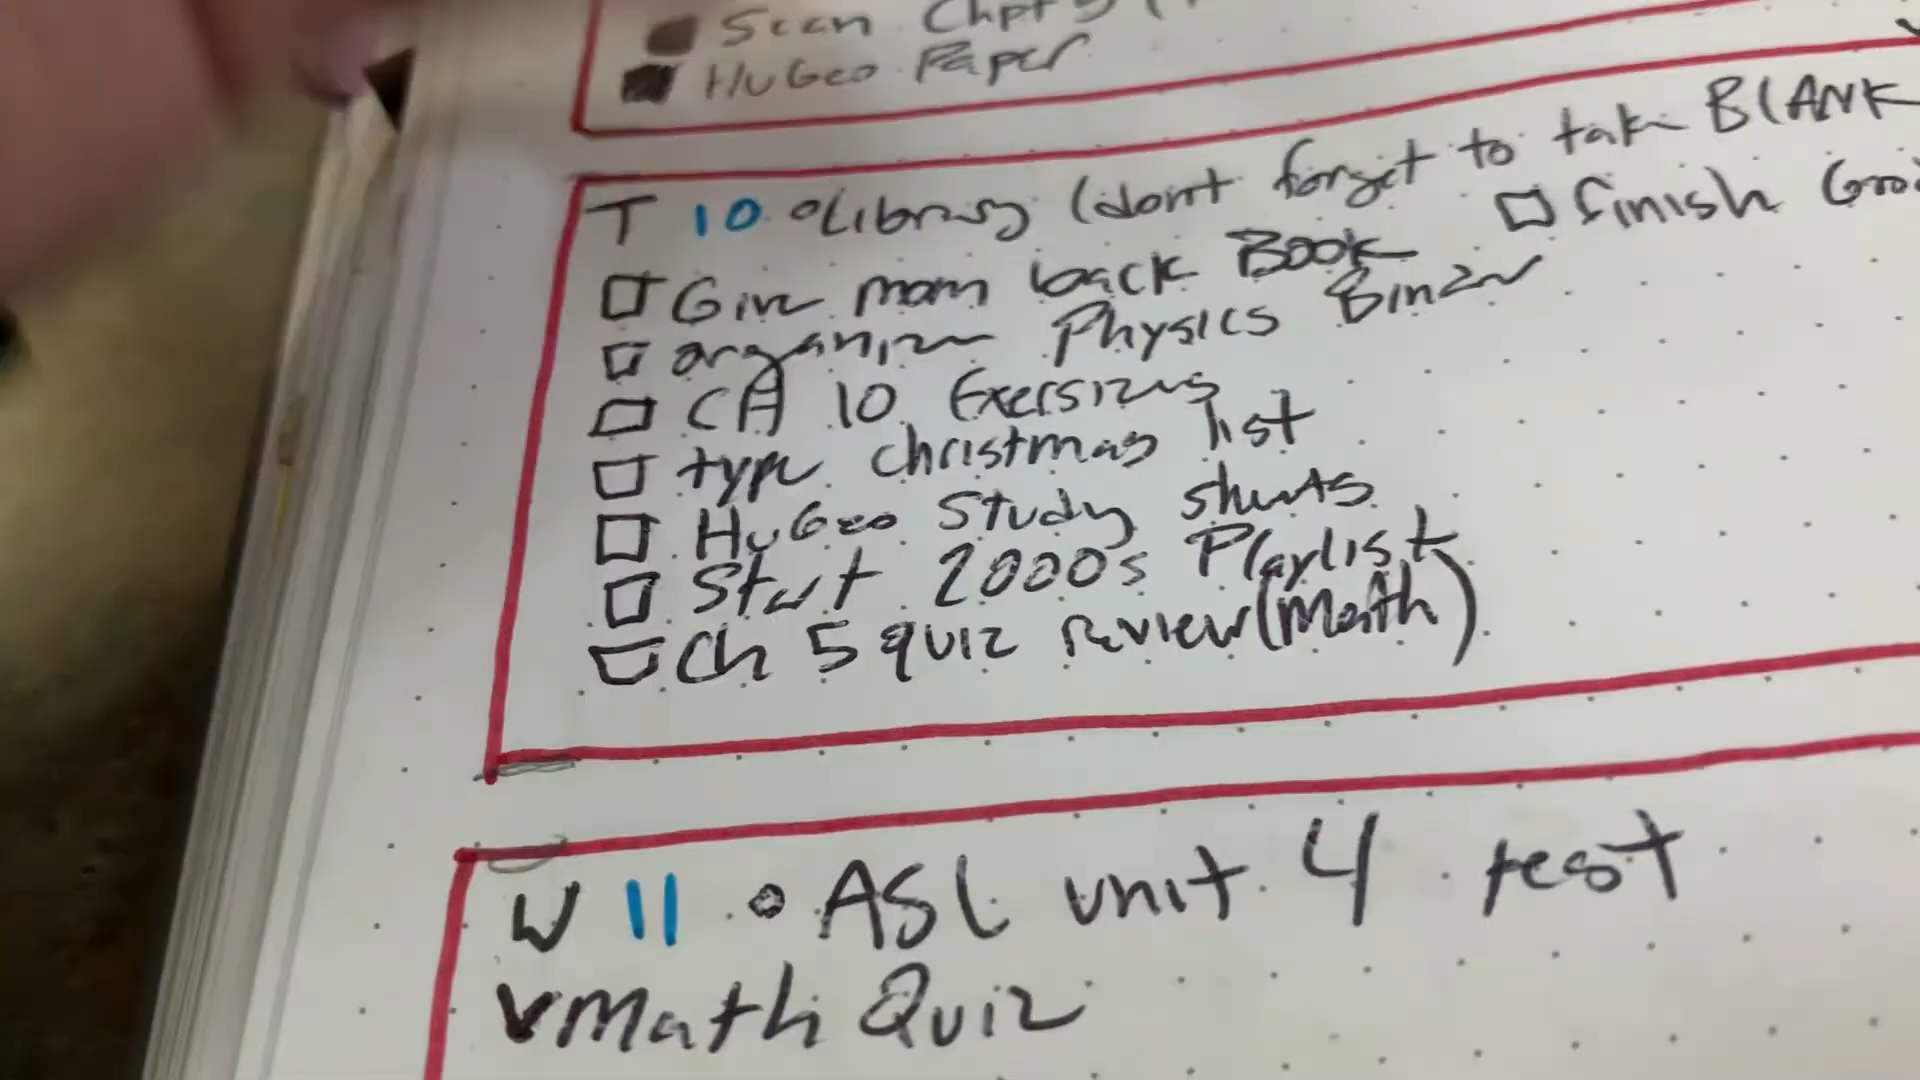 Scan Chpt 5
HuGeo Paper
T 10 Library (dont forget to take BLANK
Give mom back Book
finish
organize Physics Binder
CA 10 Exersizes
type christmas list
HuGeo Study sheets
Start 2000s Playlist
Ch 5 quiz review (Math)
W 11 ASL unit 4 test
Math Quiz